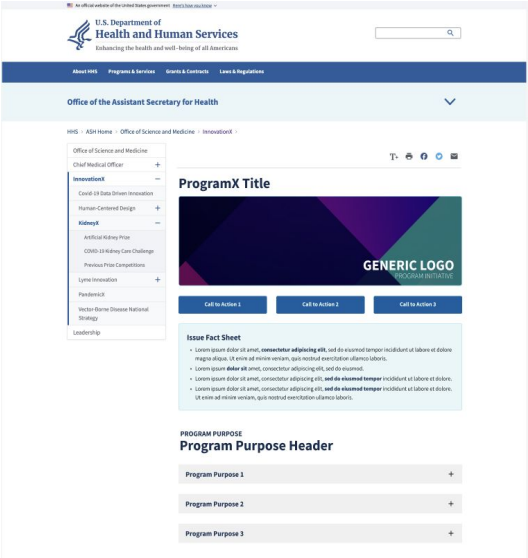 An official website of the United States government Here's how you know
U.S. Department of
Health and Human Services
Enhancing the health and well-being of all Americans
About HHS Programs & Services Grants & Contracts Laws & Regulations
Office of the Assistant Secretary for Health
HHS > ASH Home > Office of Science and Medicine > InnovationX >
Office of Science and Medicine
Chief Medical Officer +
InnovationX −
Covid-19 Data Driven Innovation
Human-Centered Design +
KidneyX −
Artificial Kidney Prize
COVID-19 Kidney Care Challenge
Previous Prize Competitions
Lyme Innovation +
PandemicX
Vector-Borne Disease National
Strategy
Leadership
T+
ProgramX Title
GENERIC LOGO
PROGRAM INITIATIVE
Call to Action 1 Call to Action 2 Call to Action 3
Issue Fact Sheet
• Lorem ipsum dolor sit amet, consectetur adipiscing elit, sed do eiusmod tempor incididunt ut labore et dolore
magna aliqua. Ut enim ad minim veniam, quis nostrud exercitation ullamco laboris.
• Lorem ipsum dolor sit amet, consectetur adipiscing elit, sed do eiusmod.
• Lorem ipsum dolor sit amet, consectetur adipiscing elit, sed do eiusmod tempor incididunt ut labore et dolore.
• Lorem ipsum dolor sit amet, consectetur adipiscing elit, sed do eiusmod tempor incididunt ut labore et dolore.
Ut enim ad minim veniam, quis nostrud exercitation ullamco laboris.
PROGRAM PURPOSE
Program Purpose Header
Program Purpose 1 +
Program Purpose 2 +
Program Purpose 3 +